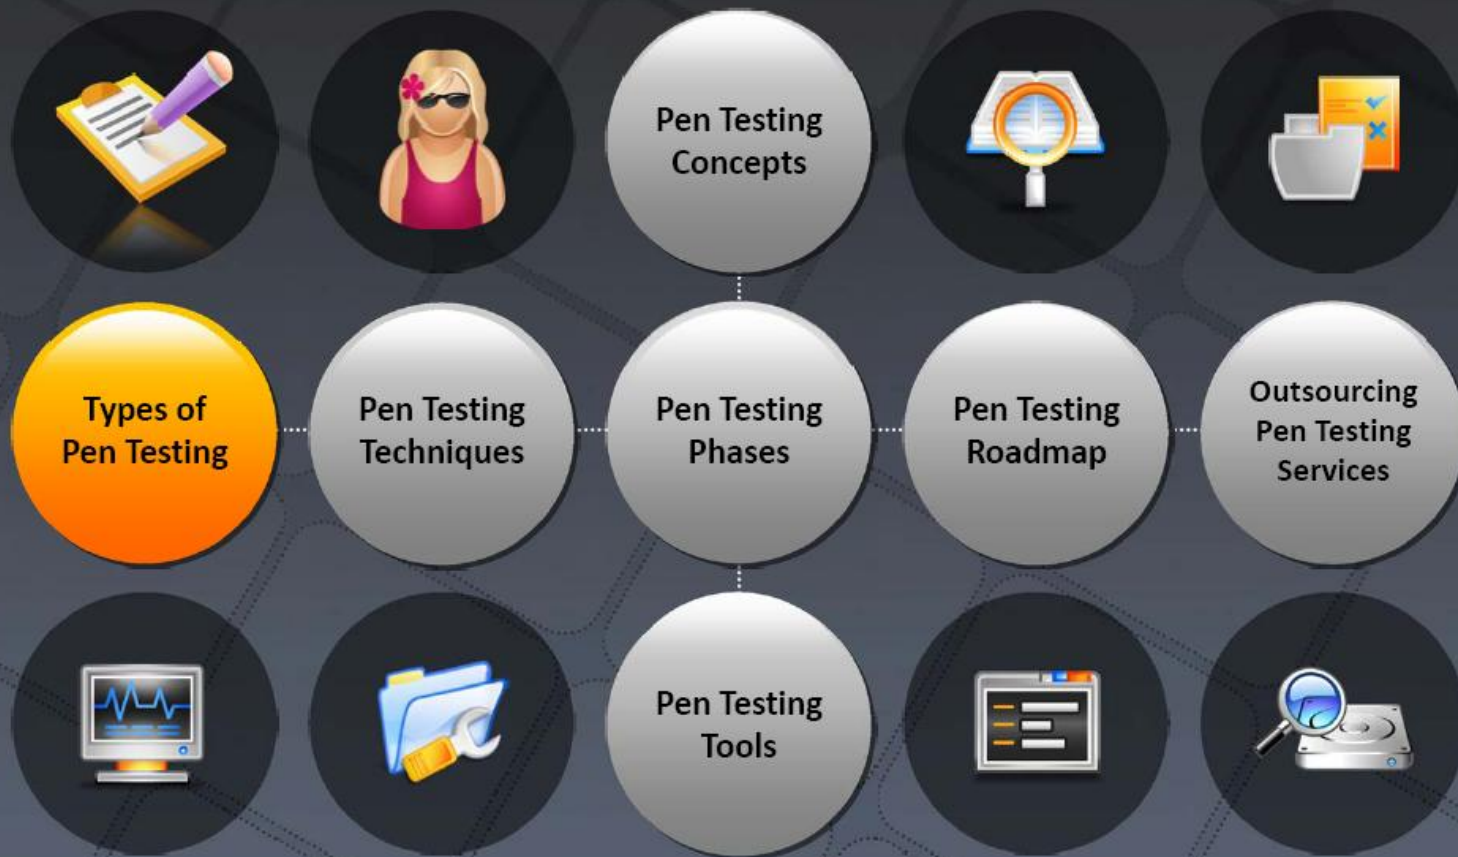 Pen Testing
Concepts
Types of
Pen Testing
Pen Testing
Techniques
Pen Testing
Phases
Pen Testing
Roadmap
Outsourcing
Pen Testing
Services
Pen Testing
Tools